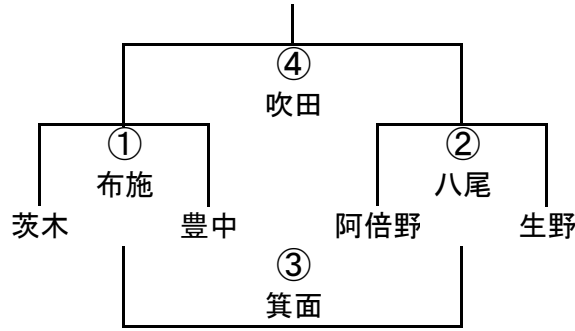 ④
吹田
① ②
布施 八尾
茨木 豊中 阿倍野 生野
③
箕面